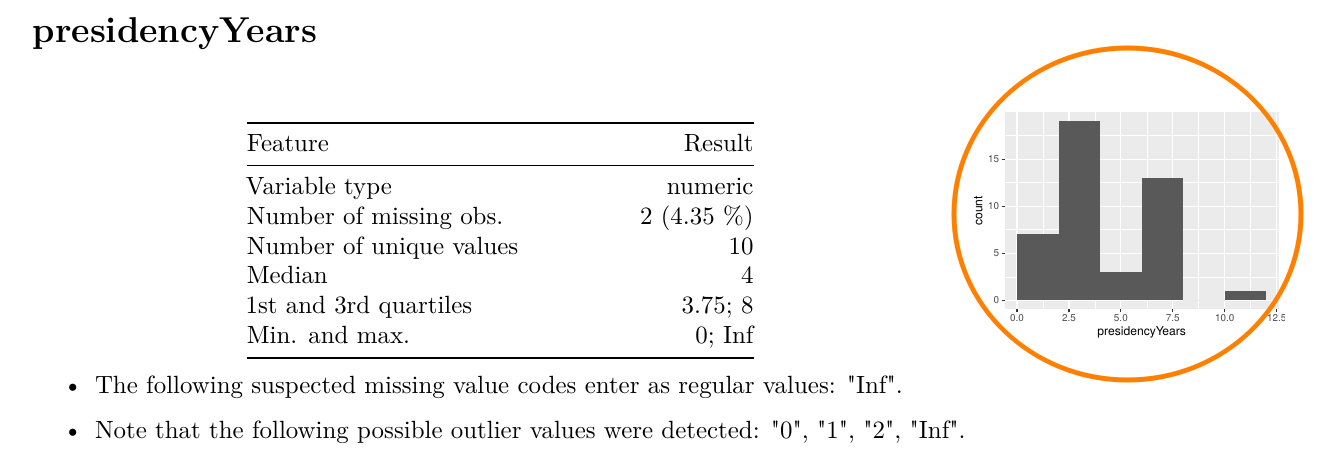 presidencyYears
Feature Result
Variable type numeric
Number of missing obs. 2 (4.35 %)
Number of unique values 10
Median 4
1st and 3rd quartiles 3.75; 8
Min. and max. 0; Inf
15
10
5
0
count
0.0 2.5 5.0 7.5 10.0 12.5
presidencyYears
• The following suspected missing value codes enter as regular values: "Inf".
• Note that the following possible outlier values were detected: "0", "1", "2", "Inf".